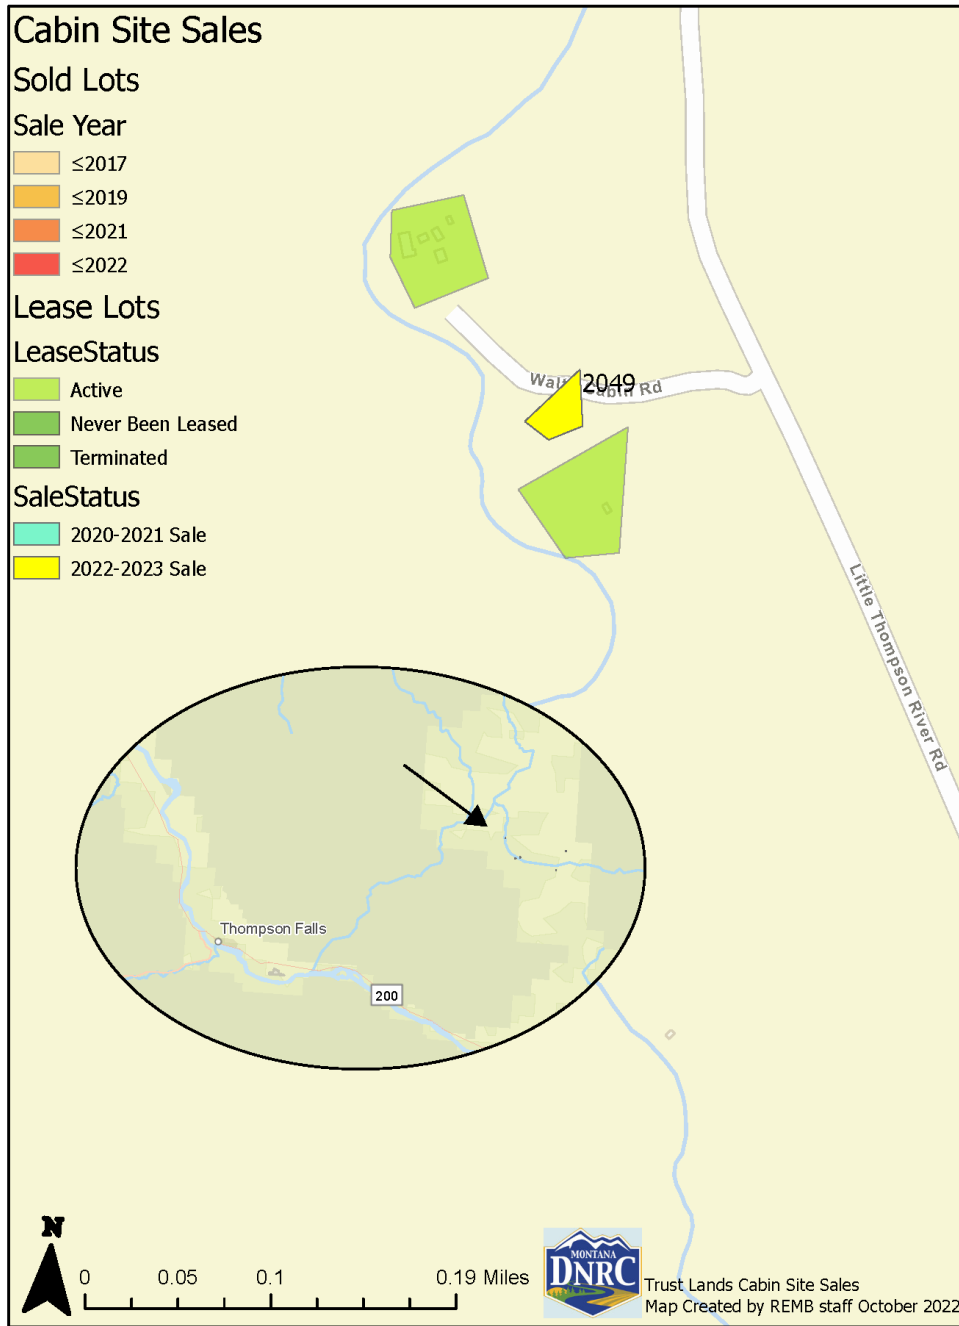 Cabin Site Sales
Sold Lots
Sale Year
≤2017
≤2019
≤2021
≤2022
Lease Lots
LeaseStatus
Active
Never Been Leased
Terminated
SaleStatus
2020-2021 Sale
2022-2023 Sale
2049
Cabin Rd
Little Thompson River Rd
Thompson Falls
200
N
0 0.05 0.1 0.19 Miles
MONTANA
DNRC
Trust Lands Cabin Site Sales
Map Created by REMB staff October 2022